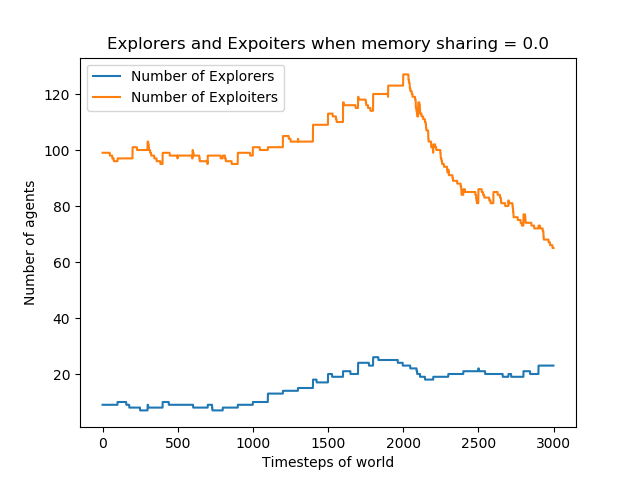 Explorers and Expoiters when memory sharing = 0.0
Number of Explorers
Number of Exploiters
Number of agents
120
100
80
60
40
20
0
500
1000
1500
2000
2500
3000
Timesteps of world